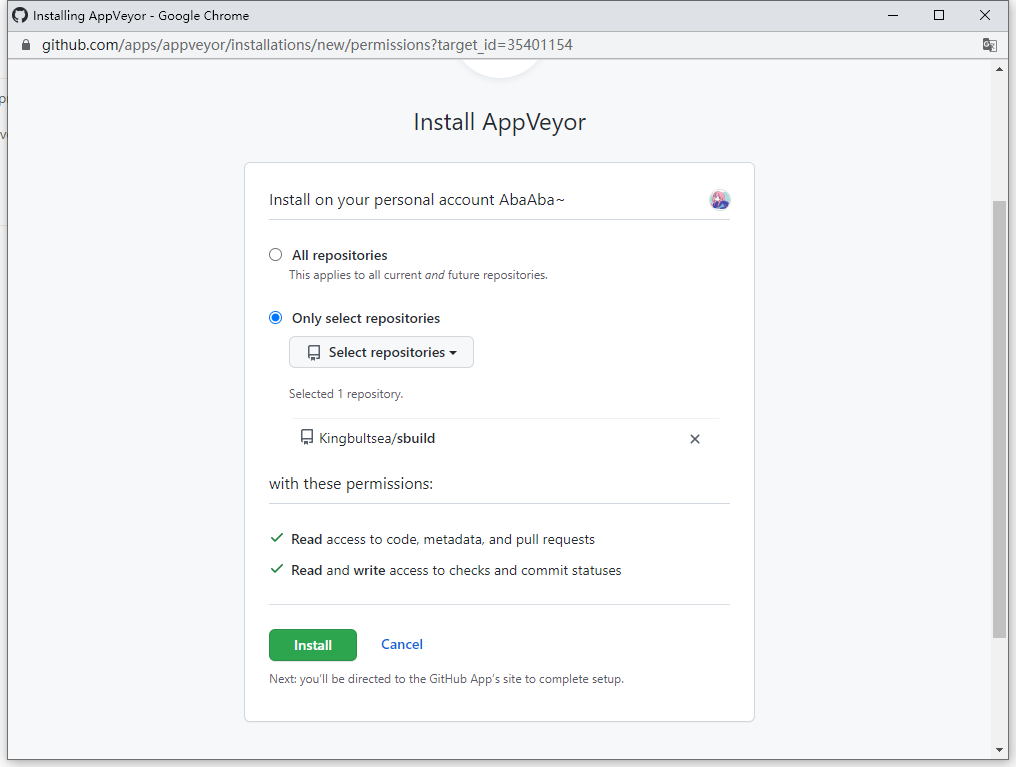 Installing AppVeyor - Google Chrome
github.com/apps/appveyor/installations/new/permissions?target_id=35401154
Install AppVeyor
Install on your personal account AbaAba~
All repositories
This applies to all current and future repositories.
Only select repositories
Select repositories
Selected 1 repository.
Kingbultsea/sbuild
with these permissions:
Read access to code, metadata, and pull requests
Read and write access to checks and commit statuses
Install Cancel
Next: you'll be directed to the GitHub App's site to complete setup.